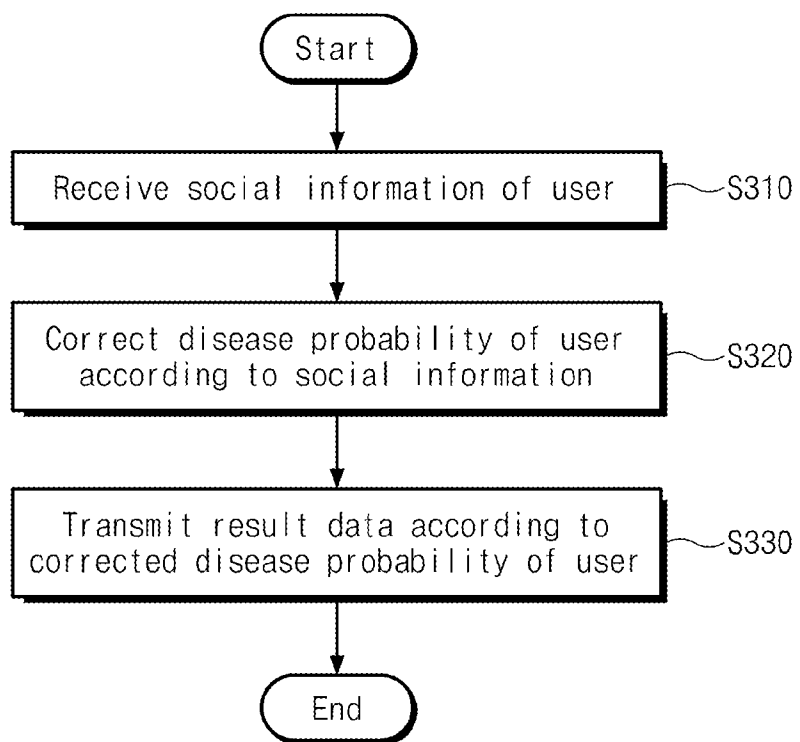 Start
Receive social information of user
S310
Correct disease probability of user
according to social information
S320
Transmit result data according to
corrected disease probability of user
S330
End